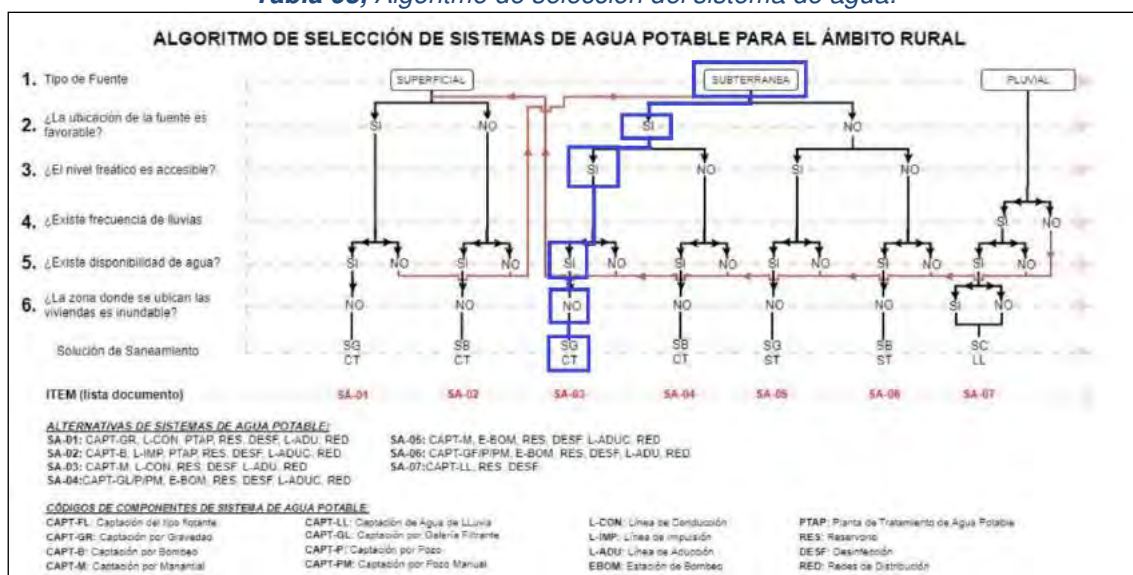 Tabla 03; Algoritmo de selección del sistema de agua.
ALGORITMO DE SELECCIÓN DE SISTEMAS DE AGUA POTABLE PARA EL ÁMBITO RURAL
1. Tipo de Fuente SUPERFICIAL SUBTERRANEA PLUVIAL
2. ¿La ubicación de la fuente es favorable? SI NO SI NO
3. ¿El nivel freático es accesible? SI NO SI NO
4. ¿Existe frecuencia de lluvias SI NO
5. ¿Existe disponibilidad de agua? SI NO SI NO SI NO SI NO SI NO SI NO SI NO
6. ¿La zona donde se ubican las viviendas es inundable? NO NO NO NO NO NO SI NO
Solución de Saneamiento SG CT SB CT SG CT SB CT SG ST SB ST SC LL
ITEM (lista documento) SA-01 SA-02 SA-03 SA-04 SA-05 SA-06 SA-07
ALTERNATIVAS DE SISTEMAS DE AGUA POTABLE:
SA-01: CAPT-GR, L-CON, PTAP, RES, DESF, L-ADU, RED
SA-02: CAPT-B, L-IMP, PTAP, RES, DESF, L-ADUC, RED
SA-03: CAPT-M, L-CON, RES, DESF, L-ADU, RED
SA-04:CAPT-GL/P/PM, E-BOM, RES, DESF, L-ADUC, RED
SA-05: CAPT-M, E-BOM, RES, DESF, L-ADUC, RED
SA-06: CAPT-GF/P/PM, E-BOM, RES, DESF, L-ADU, RED
SA-07:CAPT-LL, RES, DESF
CÓDIGOS DE COMPONENTES DE SISTEMA DE AGUA POTABLE:
CAPT-FL: Captación del tipo flotante
CAPT-GR: Captación por Gravedad
CAPT-B: Captación por Bombeo
CAPT-M: Captación por Manantial
CAPT-LL: Captación de Agua de LLuvia
CAPT-GL: Captación por Galería Filtrante
CAPT-P: Captación por Pozo
CAPT-PM: Captación por Pozo Manual
L-CON: Línea de Conducción
L-IMP: Línea de Impulsión
L-ADU: Línea de Aducción
EBOM: Estación de Bombeo
PTAP: Planta de Tratamiento de Agua Potable
RES: Reservorio
DESF: Desinfección
RED: Redes de Distribución